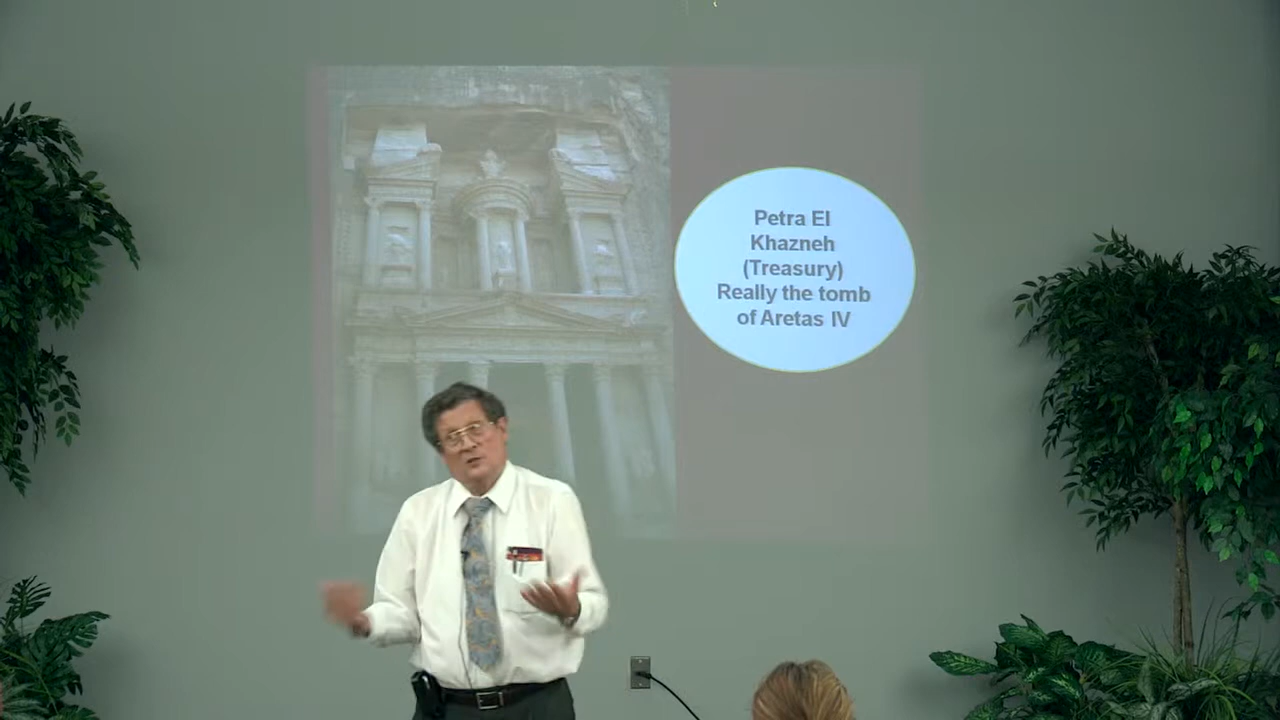 Petra El
Khazneh
(Treasury)
Really the tomb
of Aretas IV